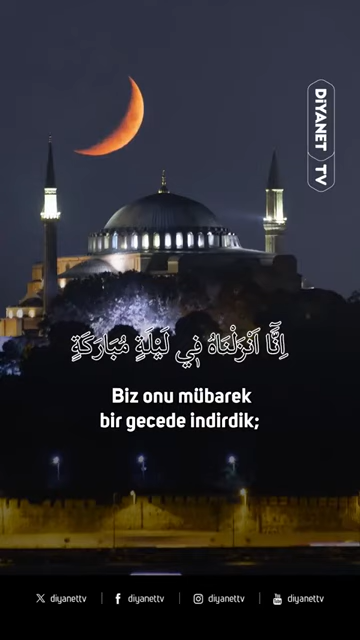 DİYANET TV
اِنَّٓا اَنْزَلْنَاهُ ف۪ي لَيْلَةٍ مُبَارَكَةٍ
Biz onu mübarek
bir gecede indirdik;
diyanettv diyanettv diyanettv diyanettv